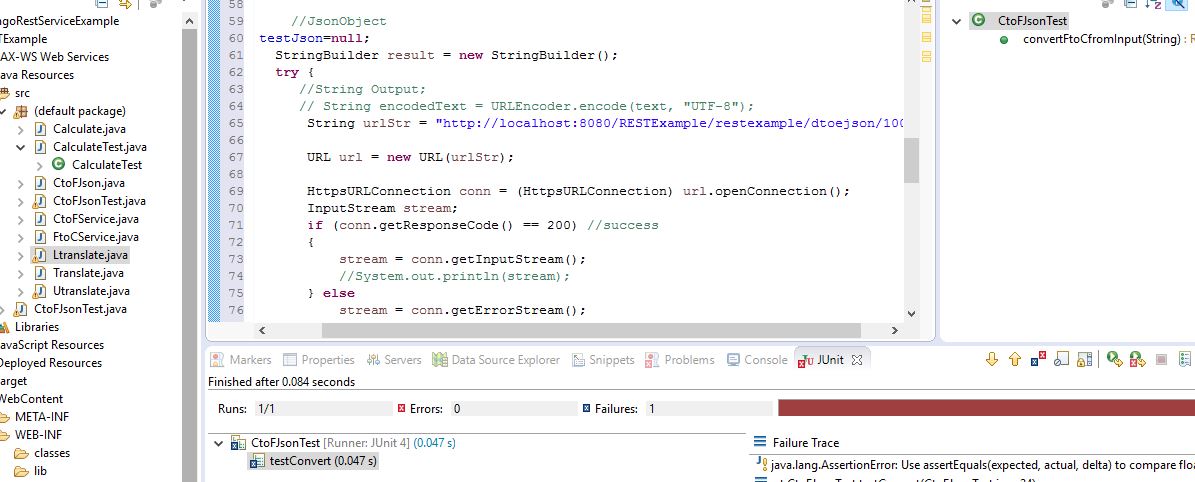 ngoRestServiceExample
TExample
AX-WS Web Services
ava Resources
src
(default package)
Calculate.java
CalculateTest.java
CalculateTest
CtoFJson.java
CtoFJsonTest.java
CtoFService.java
FtoCService.java
Ltranslate.java
Translate.java
Utranslate.java
CtoFJsonTest.java
Libraries
avaScript Resources
Deployed Resources
arget
WebContent
META-INF
WEB-INF
classes
lib
58
59 //JsonObject
60 testJson=null;
61 StringBuilder result = new StringBuilder();
62 try {
63 //String Output;
64 // String encodedText = URLEncoder.encode(text, "UTF-8");
65 String urlStr = "http://localhost:8080/RESTExample/restexample/dtoejson/100
66
67 URL url = new URL(urlStr);
68
69 HttpsURLConnection conn = (HttpsURLConnection) url.openConnection();
70 InputStream stream;
71 if (conn.getResponseCode() == 200) //success
72 {
73 stream = conn.getInputStream();
74 //System.out.println(stream);
75 } else
76 stream = conn.getErrorStream();
CtoFJsonTest
convertFtoCfromInput(String) : R
Markers Properties Servers Data Source Explorer Snippets Problems Console JUnit
Finished after 0.084 seconds
Runs: 1/1 Errors: 0 Failures: 1
CtoFJsonTest [Runner: JUnit 4] (0.047 s)
testConvert (0.047 s)
Failure Trace
java.lang.AssertionError: Use assertEquals(expected, actual, delta) to compare floa